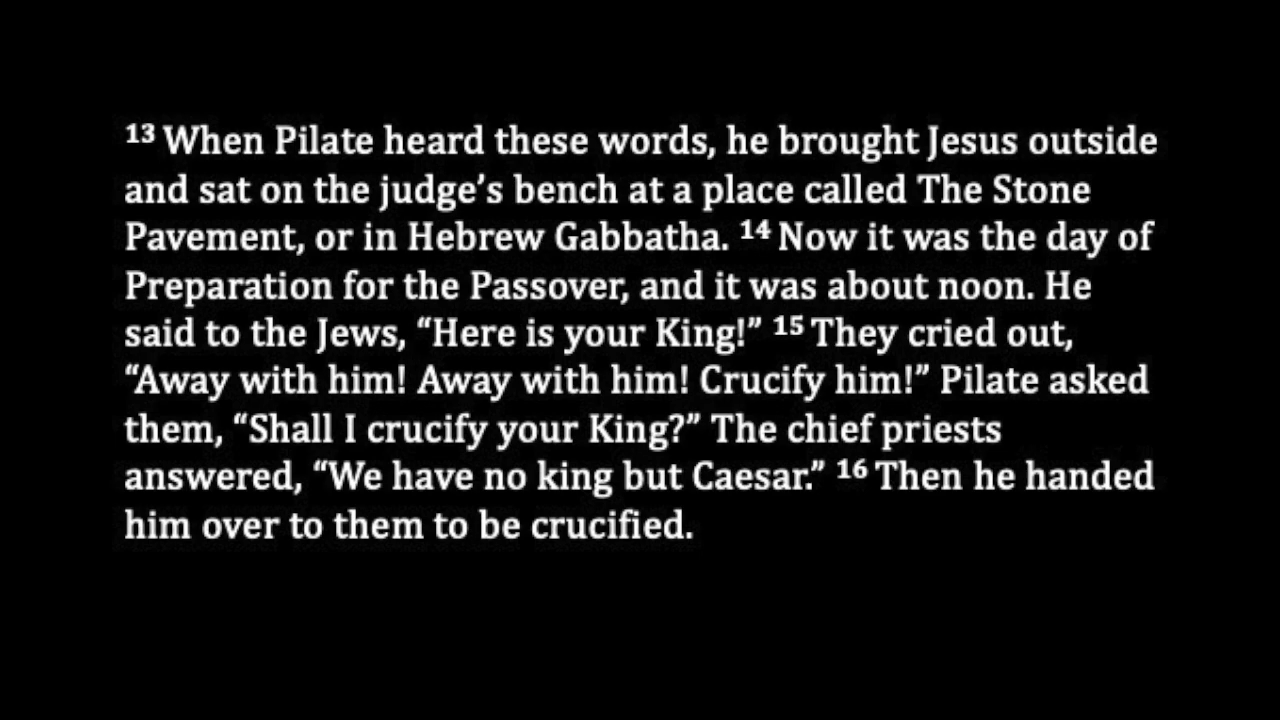 13 When Pilate heard these words, he brought Jesus outside
and sat on the judge’s bench at a place called The Stone
Pavement, or in Hebrew Gabbatha. 14 Now it was the day of
Preparation for the Passover, and it was about noon. He
said to the Jews, “Here is your King!” 15 They cried out,
“Away with him! Away with him! Crucify him!” Pilate asked
them, “Shall I crucify your King?” The chief priests
answered, “We have no king but Caesar.” 16 Then he handed
him over to them to be crucified.